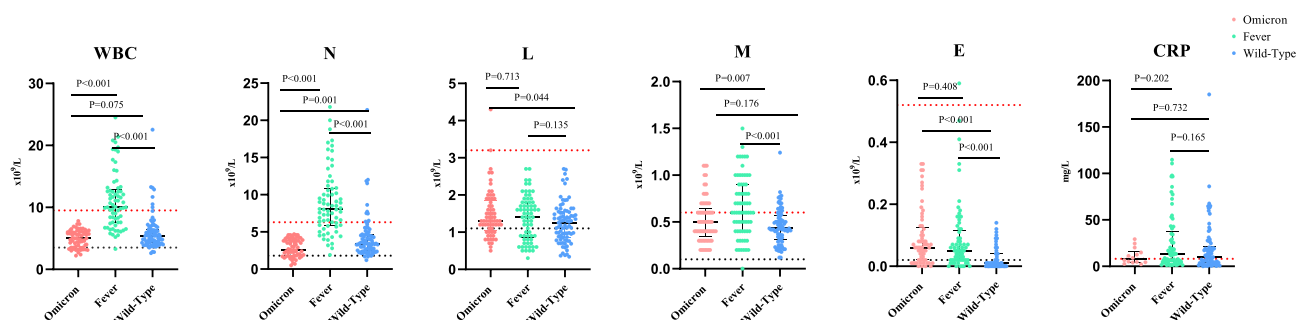 Omicron
Fever
Wild-Type
WBC
30
20
10
0
x10⁹/L
P<0.001
P=0.075
P<0.001
Omicron
Fever
Wild-Type
N
25
20
15
10
5
0
x10⁹/L
P<0.001
P=0.001
P<0.001
Omicron
Fever
Wild-Type
L
5
4
3
2
1
0
x10⁹/L
P=0.713
P=0.044
P=0.135
Omicron
Fever
Wild-Type
M
2.0
1.5
1.0
0.5
0.0
x10⁹/L
P=0.007
P=0.176
P<0.001
Omicron
Fever
Wild-Type
E
0.6
0.4
0.2
0.0
x10⁹/L
P=0.408
P<0.001
P<0.001
Omicron
Fever
Wild-Type
CRP
200
150
100
50
0
mg/L
P=0.202
P=0.732
P=0.165
Omicron
Fever
Wild-Type